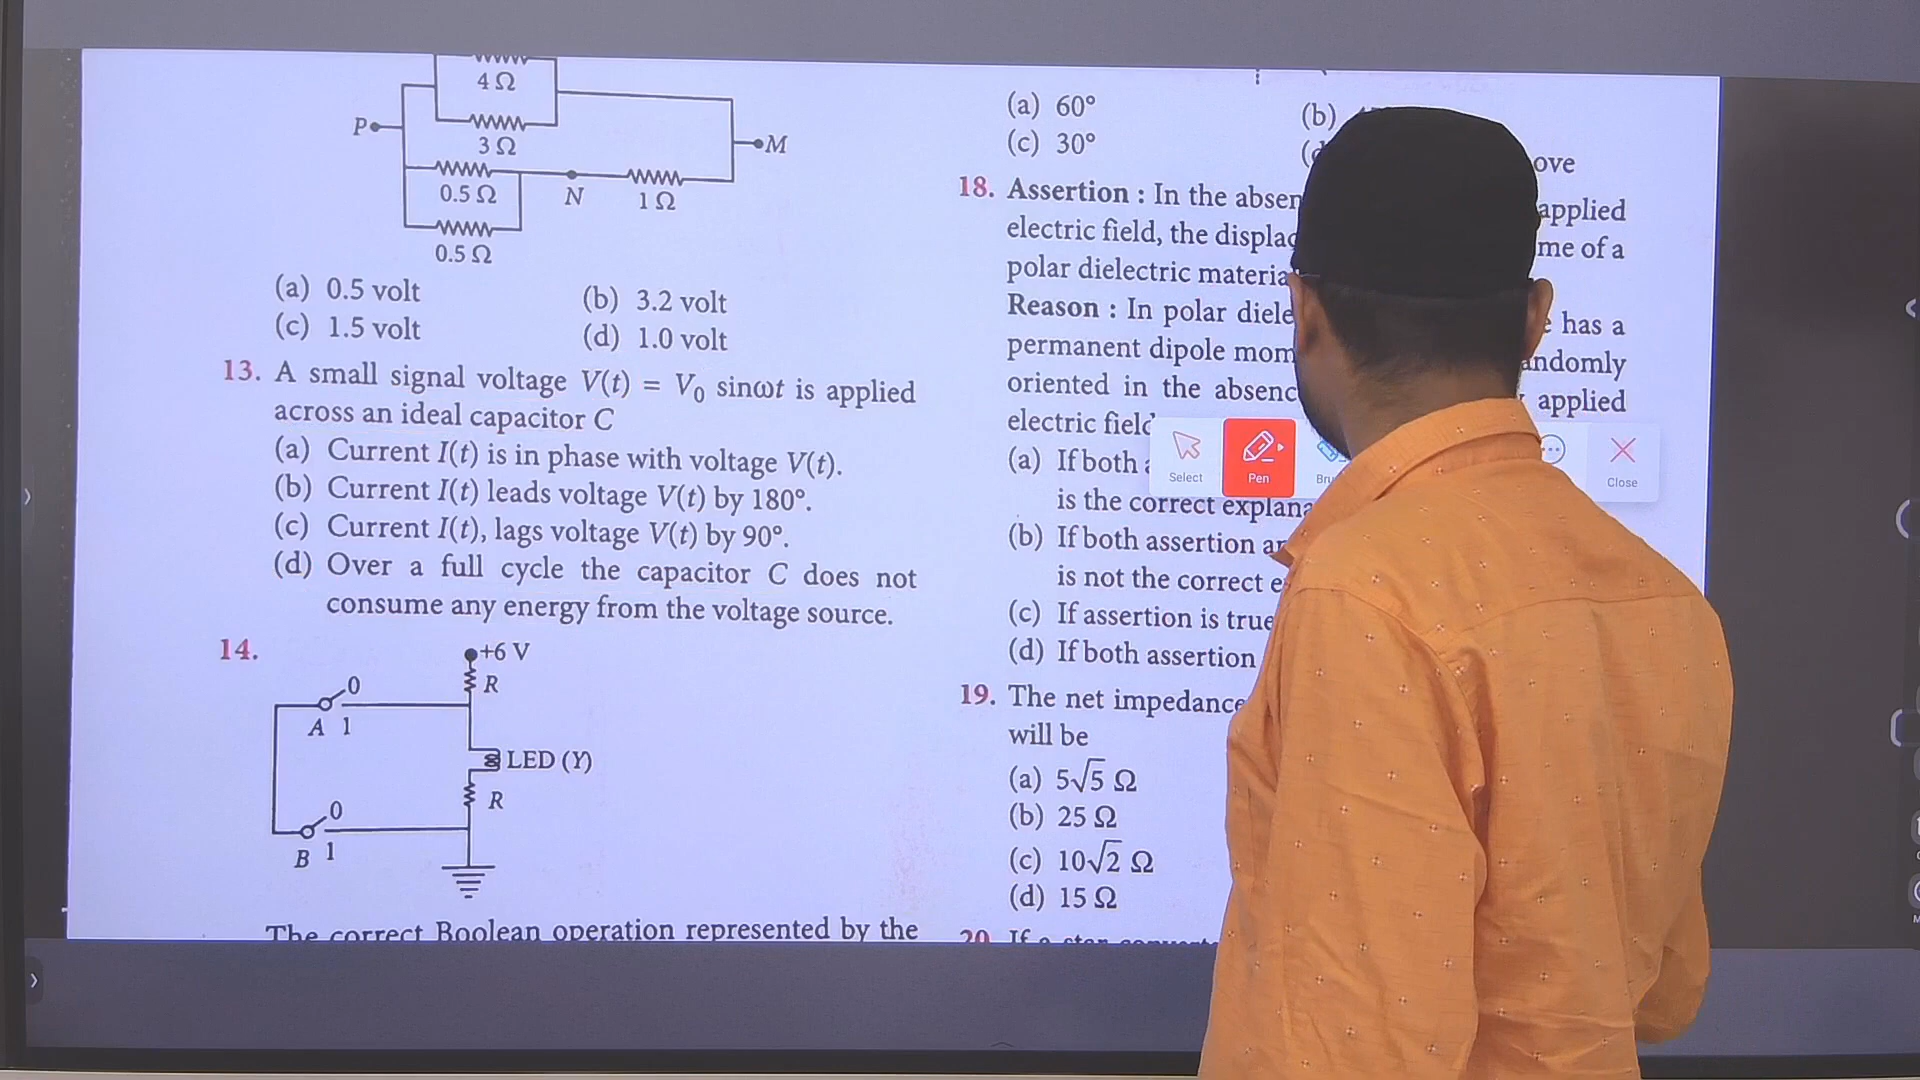 4 Ω
P
3 Ω
M
0.5 Ω
N
1 Ω
0.5 Ω
(a) 0.5 volt
(b) 3.2 volt
(c) 1.5 volt
(d) 1.0 volt
13. A small signal voltage V(t) = V₀ sinωt is applied
across an ideal capacitor C
(a) Current I(t) is in phase with voltage V(t).
(b) Current I(t) leads voltage V(t) by 180°.
(c) Current I(t), lags voltage V(t) by 90°.
(d) Over a full cycle the capacitor C does not
consume any energy from the voltage source.
14.
+6 V
R
0
A 1
LED (Y)
R
0
B 1
The correct Boolean operation represented by the
(a) 60°
(b)
(c) 30°
ove
18. Assertion : In the absen applied
electric field, the displac me of a
polar dielectric materia
Reason : In polar diele has a
permanent dipole mom andomly
oriented in the absenc applied
electric field
(a) If both
is the correct explana
(b) If both assertion ar
is not the correct e
(c) If assertion is true
(d) If both assertion
Select
Pen
Bru
Close
19. The net impedance
will be
(a) 5√5 Ω
(b) 25 Ω
(c) 10√2 Ω
(d) 15 Ω
20. If a star